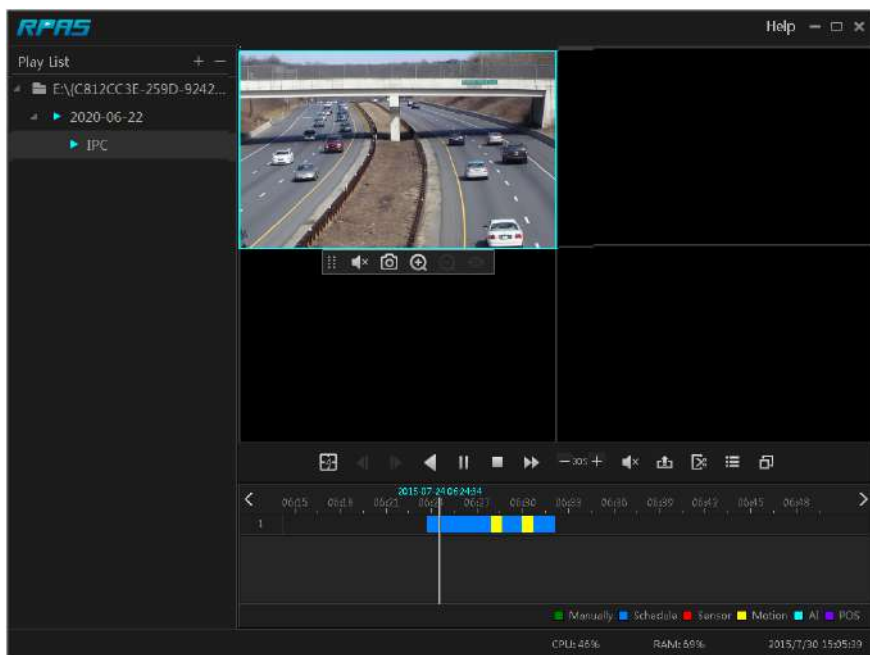 RPAS
Help
Play List + −
E:\{C812CC3E-259D-9242...
2020-06-22
IPC
− 30S +
2015-07-24 06:24:34
06:15 06:18 06:21 06:24 06:27 06:30 06:33 06:36 06:39 06:42 06:45 06:48
1
Manually Schedule Sensor Motion AI POS
CPU: 46% RAM: 69% 2015/7/30 15:05:39